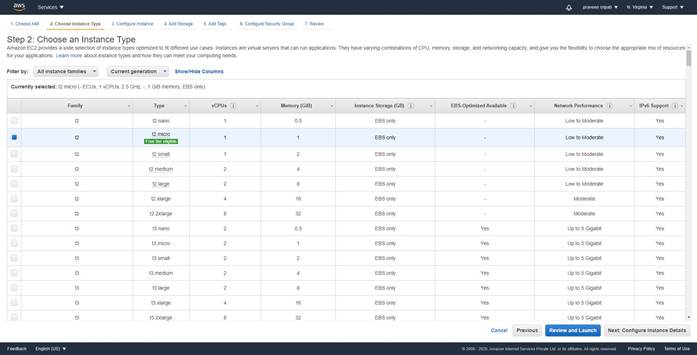 aws Services praveen sripati N. Virginia Support
1. Choose AMI 2. Choose Instance Type 3. Configure Instance 4. Add Storage 5. Add Tags 6. Configure Security Group 7. Review
Step 2: Choose an Instance Type
Amazon EC2 provides a wide selection of instance types optimized to fit different use cases. Instances are virtual servers that can run applications. They have varying combinations of CPU, memory, storage, and networking capacity, and give you the flexibility to choose the appropriate mix of resources
for your applications. Learn more about instance types and how they can meet your computing needs.
Filter by: All instance families Current generation Show/Hide Columns
Currently selected: t2.micro (- ECUs, 1 vCPUs, 2.5 GHz, -, 1 GiB memory, EBS only)
Family Type vCPUs Memory (GiB) Instance Storage (GB) EBS-Optimized Available Network Performance IPv6 Support
t2 t2.nano 1 0.5 EBS only - Low to Moderate Yes
t2 t2.micro 1 1 EBS only - Low to Moderate Yes
Free tier eligible
t2 t2.small 1 2 EBS only - Low to Moderate Yes
t2 t2.medium 2 4 EBS only - Low to Moderate Yes
t2 t2.large 2 8 EBS only - Low to Moderate Yes
t2 t2.xlarge 4 16 EBS only - Moderate Yes
t2 t2.2xlarge 8 32 EBS only - Moderate Yes
t3 t3.nano 2 0.5 EBS only Yes Up to 5 Gigabit Yes
t3 t3.micro 2 1 EBS only Yes Up to 5 Gigabit Yes
t3 t3.small 2 2 EBS only Yes Up to 5 Gigabit Yes
t3 t3.medium 2 4 EBS only Yes Up to 5 Gigabit Yes
t3 t3.large 2 8 EBS only Yes Up to 5 Gigabit Yes
t3 t3.xlarge 4 16 EBS only Yes Up to 5 Gigabit Yes
t3 t3.2xlarge 8 32 EBS only Yes Up to 5 Gigabit Yes
Cancel Previous Review and Launch Next: Configure Instance Details
Feedback English (US) © 2008 - 2020, Amazon Internet Services Private Ltd. or its affiliates. All rights reserved. Privacy Policy Terms of Use